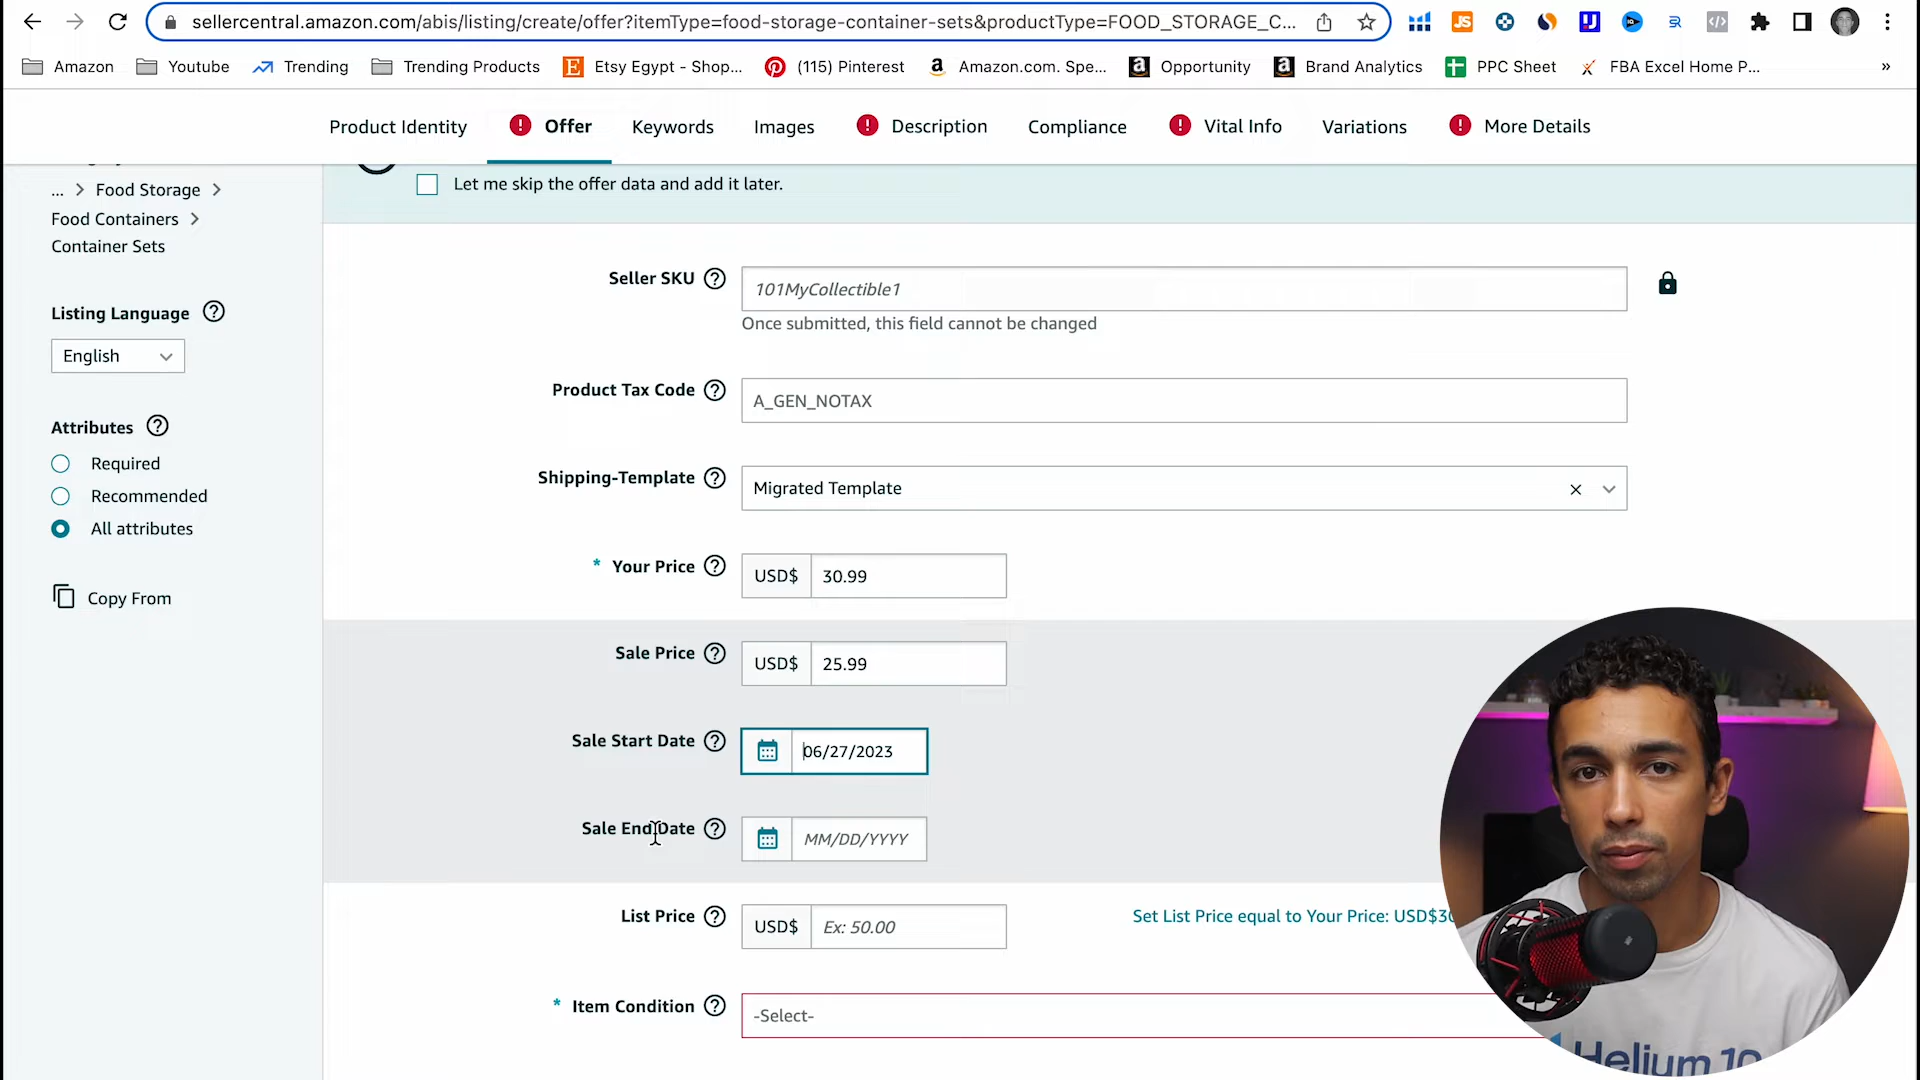 sellercentral.amazon.com/abis/listing/create/offer?itemType=food-storage-container-sets&productType=FOOD_STORAGE_C...
Amazon
Youtube
Trending
Trending Products
Etsy Egypt - Shop...
(115) Pinterest
Amazon.com. Spe...
Opportunity
Brand Analytics
PPC Sheet
FBA Excel Home P...
»
Product Identity
Offer
Keywords
Images
Description
Compliance
Vital Info
Variations
More Details
Let me skip the offer data and add it later.
... > Food Storage >
Food Containers >
Container Sets
Listing Language
English
Attributes
Required
Recommended
All attributes
Copy From
Seller SKU
101MyCollectible1
Once submitted, this field cannot be changed
Product Tax Code
A_GEN_NOTAX
Shipping-Template
Migrated Template
* Your Price
USD$ 30.99
Sale Price
USD$ 25.99
Sale Start Date
06/27/2023
Sale End Date
MM/DD/YYYY
List Price
USD$ Ex: 50.00
Set List Price equal to Your Price: USD$30
* Item Condition
-Select-
Helium 10